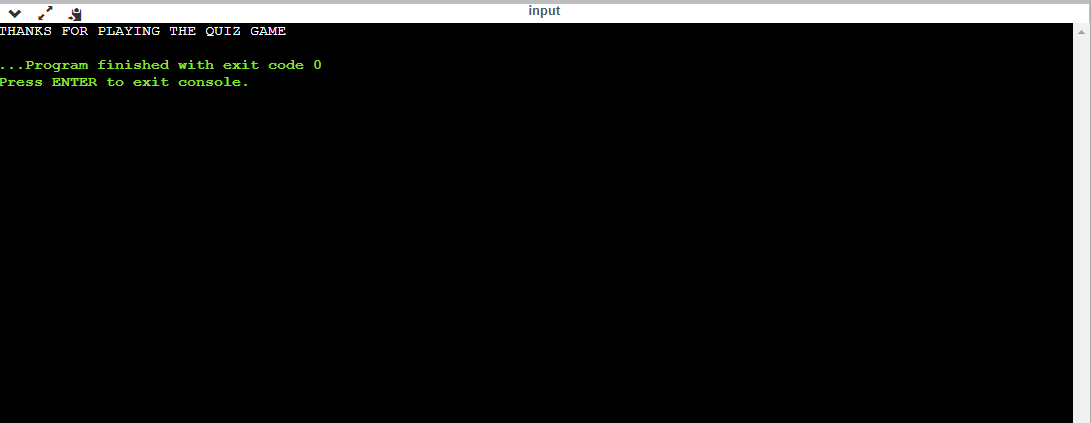 input
THANKS FOR PLAYING THE QUIZ GAME
...Program finished with exit code 0
Press ENTER to exit console.